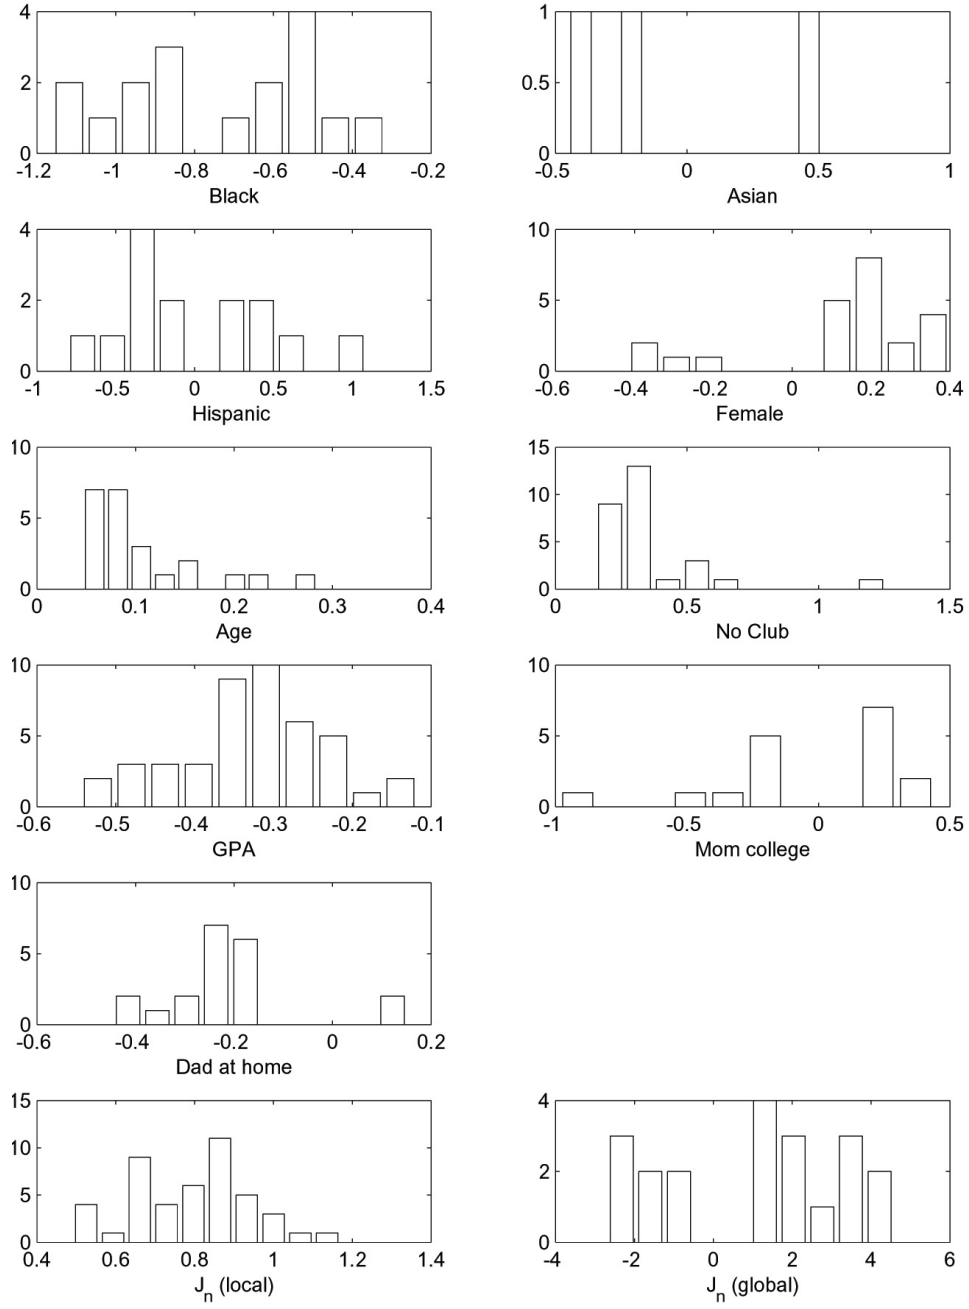 4
2
0
-1.2 -1 -0.8 -0.6 -0.4 -0.2
Black
1
0.5
0
-0.5 0 0.5 1
Asian
4
2
0
-1 -0.5 0 0.5 1 1.5
Hispanic
10
5
0
-0.6 -0.4 -0.2 0 0.2 0.4
Female
10
5
0
0 0.1 0.2 0.3 0.4
Age
15
10
5
0
0 0.5 1 1.5
No Club
10
5
0
-0.6 -0.5 -0.4 -0.3 -0.2 -0.1
GPA
10
5
0
-1 -0.5 0 0.5
Mom college
10
5
0
-0.6 -0.4 -0.2 0 0.2
Dad at home
15
10
5
0
0.4 0.6 0.8 1 1.2 1.4
Jn (local)
4
2
0
-4 -2 0 2 4 6
Jn (global)